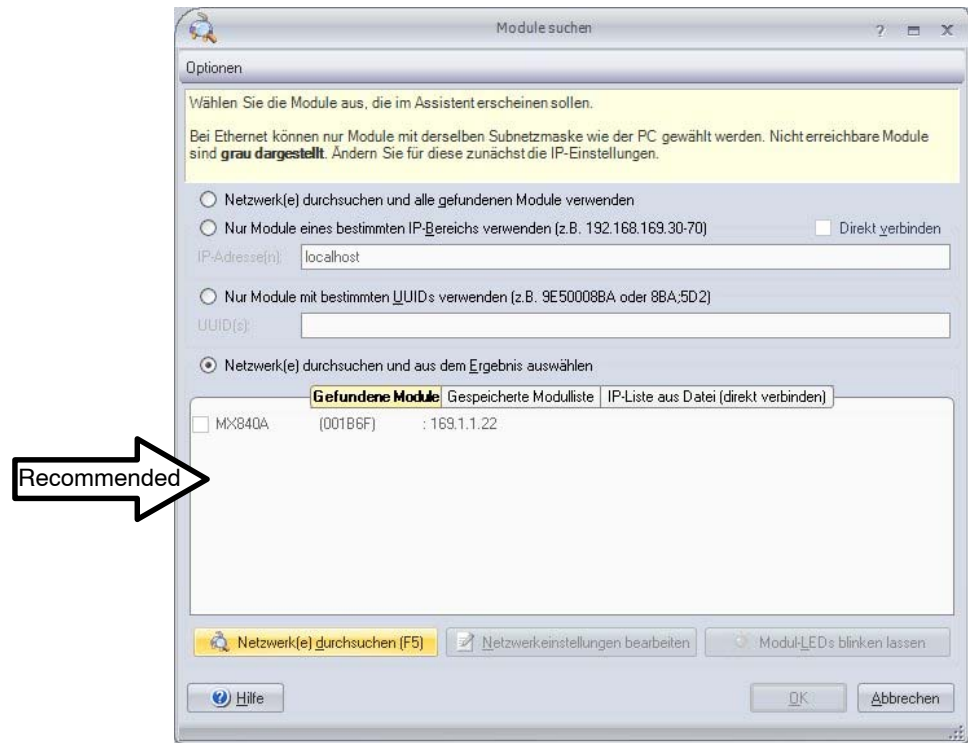 Module suchen
Optionen
Wählen Sie die Module aus, die im Assistent erscheinen sollen.
Bei Ethernet können nur Module mit derselben Subnetzmaske wie der PC gewählt werden. Nicht erreichbare Module
sind grau dargestellt. Ändern Sie für diese zunächst die IP-Einstellungen.
Netzwerk(e) durchsuchen und alle gefundenen Module verwenden
Nur Module eines bestimmten IP-Bereichs verwenden (z.B. 192.168.169.30-70) Direkt verbinden
IP-Adresse(n): localhost
Nur Module mit bestimmten UUIDs verwenden (z.B. 9E50008BA oder 8BA;5D2)
UUID(s):
Netzwerk(e) durchsuchen und aus dem Ergebnis auswählen
Gefundene Module Gespeicherte Modulliste IP-Liste aus Datei (direkt verbinden)
MX840A (001B6F) : 169.1.1.22
Recommended
Netzwerk(e) durchsuchen (F5) Netzwerkeinstellungen bearbeiten Modul-LEDs blinken lassen
Hilfe OK Abbrechen